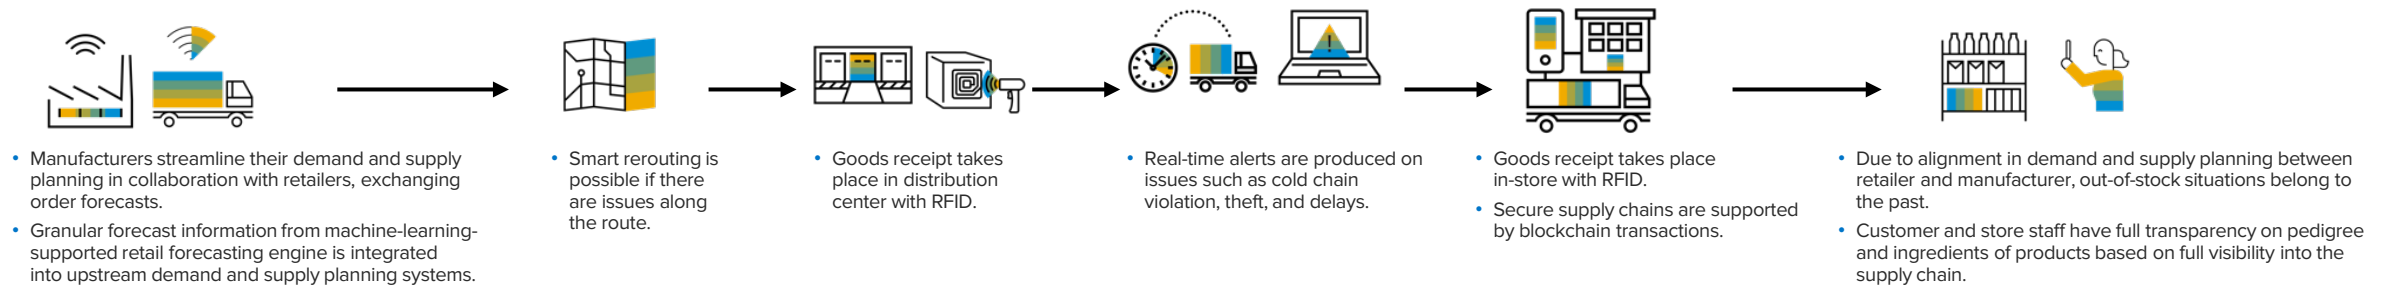 • Manufacturers streamline their demand and supply
planning in collaboration with retailers, exchanging
order forecasts.
• Granular forecast information from machine-learning-
supported retail forecasting engine is integrated
into upstream demand and supply planning systems.
• Smart rerouting is
possible if there
are issues along
the route.
• Goods receipt takes
place in distribution
center with RFID.
• Real-time alerts are produced on
issues such as cold chain
violation, theft, and delays.
• Goods receipt takes place
in-store with RFID.
• Secure supply chains are supported
by blockchain transactions.
• Due to alignment in demand and supply planning between
retailer and manufacturer, out-of-stock situations belong to
the past.
• Customer and store staff have full transparency on pedigree
and ingredients of products based on full visibility into the
supply chain.